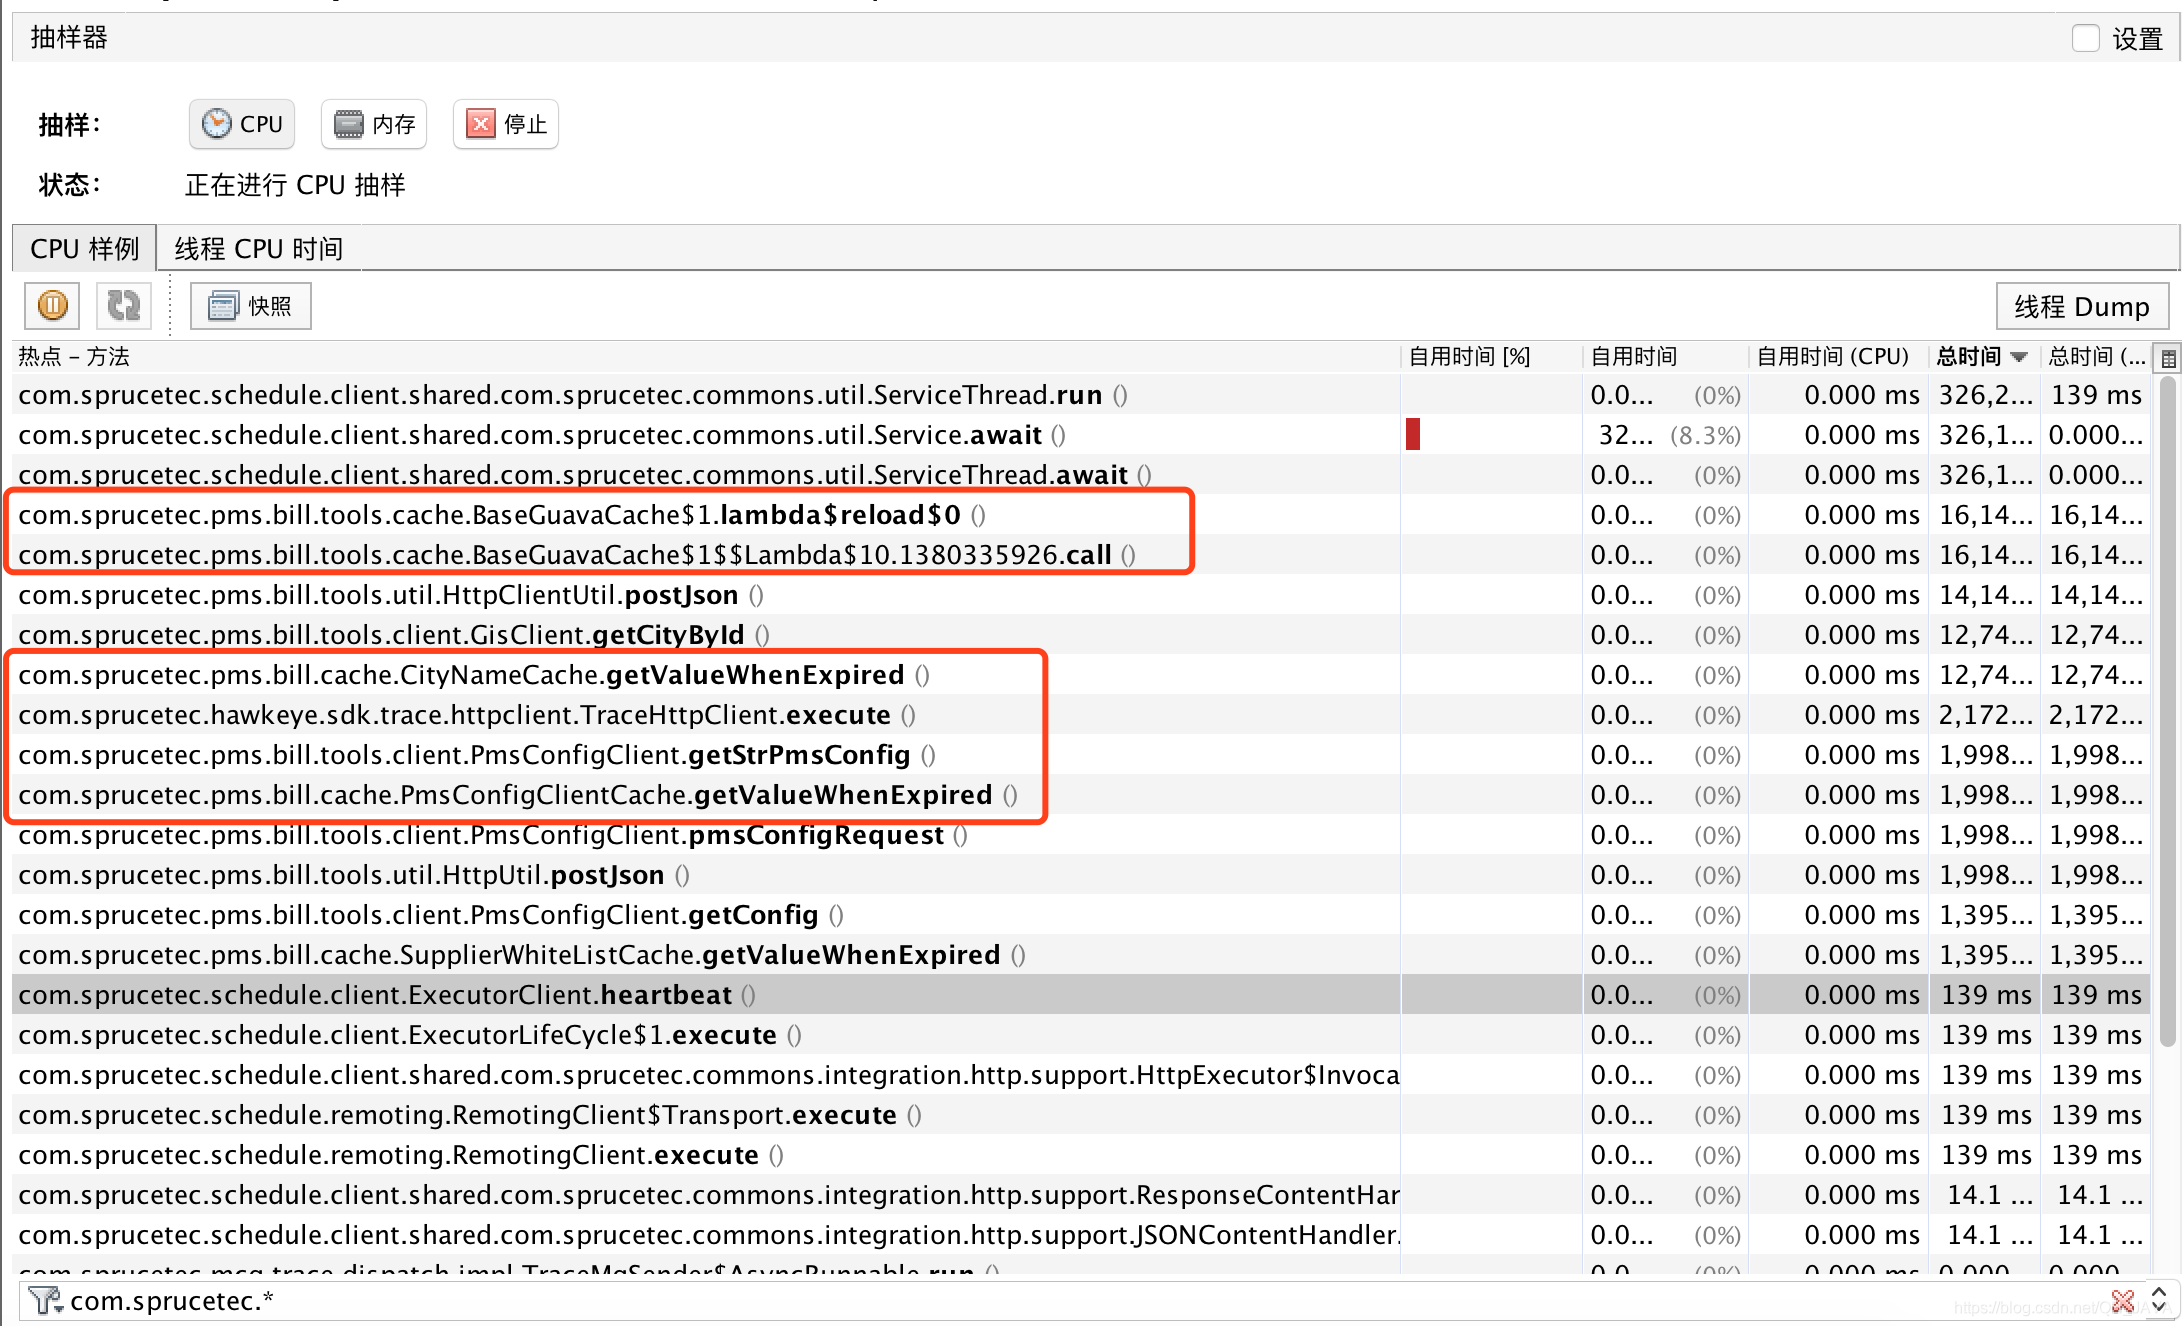 抽样器 设置
抽样： CPU 内存 停止
状态： 正在进行 CPU 抽样
CPU 样例 线程 CPU 时间
快照 线程 Dump
热点 – 方法 自用时间 [%] 自用时间 自用时间 (CPU) 总时间 总时间 (...
com.sprucetec.schedule.client.shared.com.sprucetec.commons.util.ServiceThread.run () 0.0... (0%) 0.000 ms 326,2... 139 ms
com.sprucetec.schedule.client.shared.com.sprucetec.commons.util.Service.await () 32... (8.3%) 0.000 ms 326,1... 0.000...
com.sprucetec.schedule.client.shared.com.sprucetec.commons.util.ServiceThread.await () 0.0... (0%) 0.000 ms 326,1... 0.000...
com.sprucetec.pms.bill.tools.cache.BaseGuavaCache$1.lambda$reload$0 () 0.0... (0%) 0.000 ms 16,14... 16,14...
com.sprucetec.pms.bill.tools.cache.BaseGuavaCache$1$$Lambda$10.1380335926.call () 0.0... (0%) 0.000 ms 16,14... 16,14...
com.sprucetec.pms.bill.tools.util.HttpClientUtil.postJson () 0.0... (0%) 0.000 ms 14,14... 14,14...
com.sprucetec.pms.bill.tools.client.GisClient.getCityById () 0.0... (0%) 0.000 ms 12,74... 12,74...
com.sprucetec.pms.bill.cache.CityNameCache.getValueWhenExpired () 0.0... (0%) 0.000 ms 12,74... 12,74...
com.sprucetec.hawkeye.sdk.trace.httpclient.TraceHttpClient.execute () 0.0... (0%) 0.000 ms 2,172... 2,172...
com.sprucetec.pms.bill.tools.client.PmsConfigClient.getStrPmsConfig () 0.0... (0%) 0.000 ms 1,998... 1,998...
com.sprucetec.pms.bill.cache.PmsConfigClientCache.getValueWhenExpired () 0.0... (0%) 0.000 ms 1,998... 1,998...
com.sprucetec.pms.bill.tools.client.PmsConfigClient.pmsConfigRequest () 0.0... (0%) 0.000 ms 1,998... 1,998...
com.sprucetec.pms.bill.tools.util.HttpUtil.postJson () 0.0... (0%) 0.000 ms 1,998... 1,998...
com.sprucetec.pms.bill.tools.client.PmsConfigClient.getConfig () 0.0... (0%) 0.000 ms 1,395... 1,395...
com.sprucetec.pms.bill.cache.SupplierWhiteListCache.getValueWhenExpired () 0.0... (0%) 0.000 ms 1,395... 1,395...
com.sprucetec.schedule.client.ExecutorClient.heartbeat () 0.0... (0%) 0.000 ms 139 ms 139 ms
com.sprucetec.schedule.client.ExecutorLifeCycle$1.execute () 0.0... (0%) 0.000 ms 139 ms 139 ms
com.sprucetec.schedule.client.shared.com.sprucetec.commons.integration.http.support.HttpExecutor$Invoca 0.0... (0%) 0.000 ms 139 ms 139 ms
com.sprucetec.schedule.remoting.RemotingClient$Transport.execute () 0.0... (0%) 0.000 ms 139 ms 139 ms
com.sprucetec.schedule.remoting.RemotingClient.execute () 0.0... (0%) 0.000 ms 139 ms 139 ms
com.sprucetec.schedule.client.shared.com.sprucetec.commons.integration.http.support.ResponseContentHar 0.0... (0%) 0.000 ms 14.1 ... 14.1 ...
com.sprucetec.schedule.client.shared.com.sprucetec.commons.integration.http.support.JSONContentHandler. 0.0... (0%) 0.000 ms 14.1 ... 14.1 ...
com.sprucetec.mcq.trace.dispatch.impl.TraceMqSender$AsyncRunnable.run () 0.0... (0%) 0.000 ms 0.000... 0.000...
com.sprucetec.*